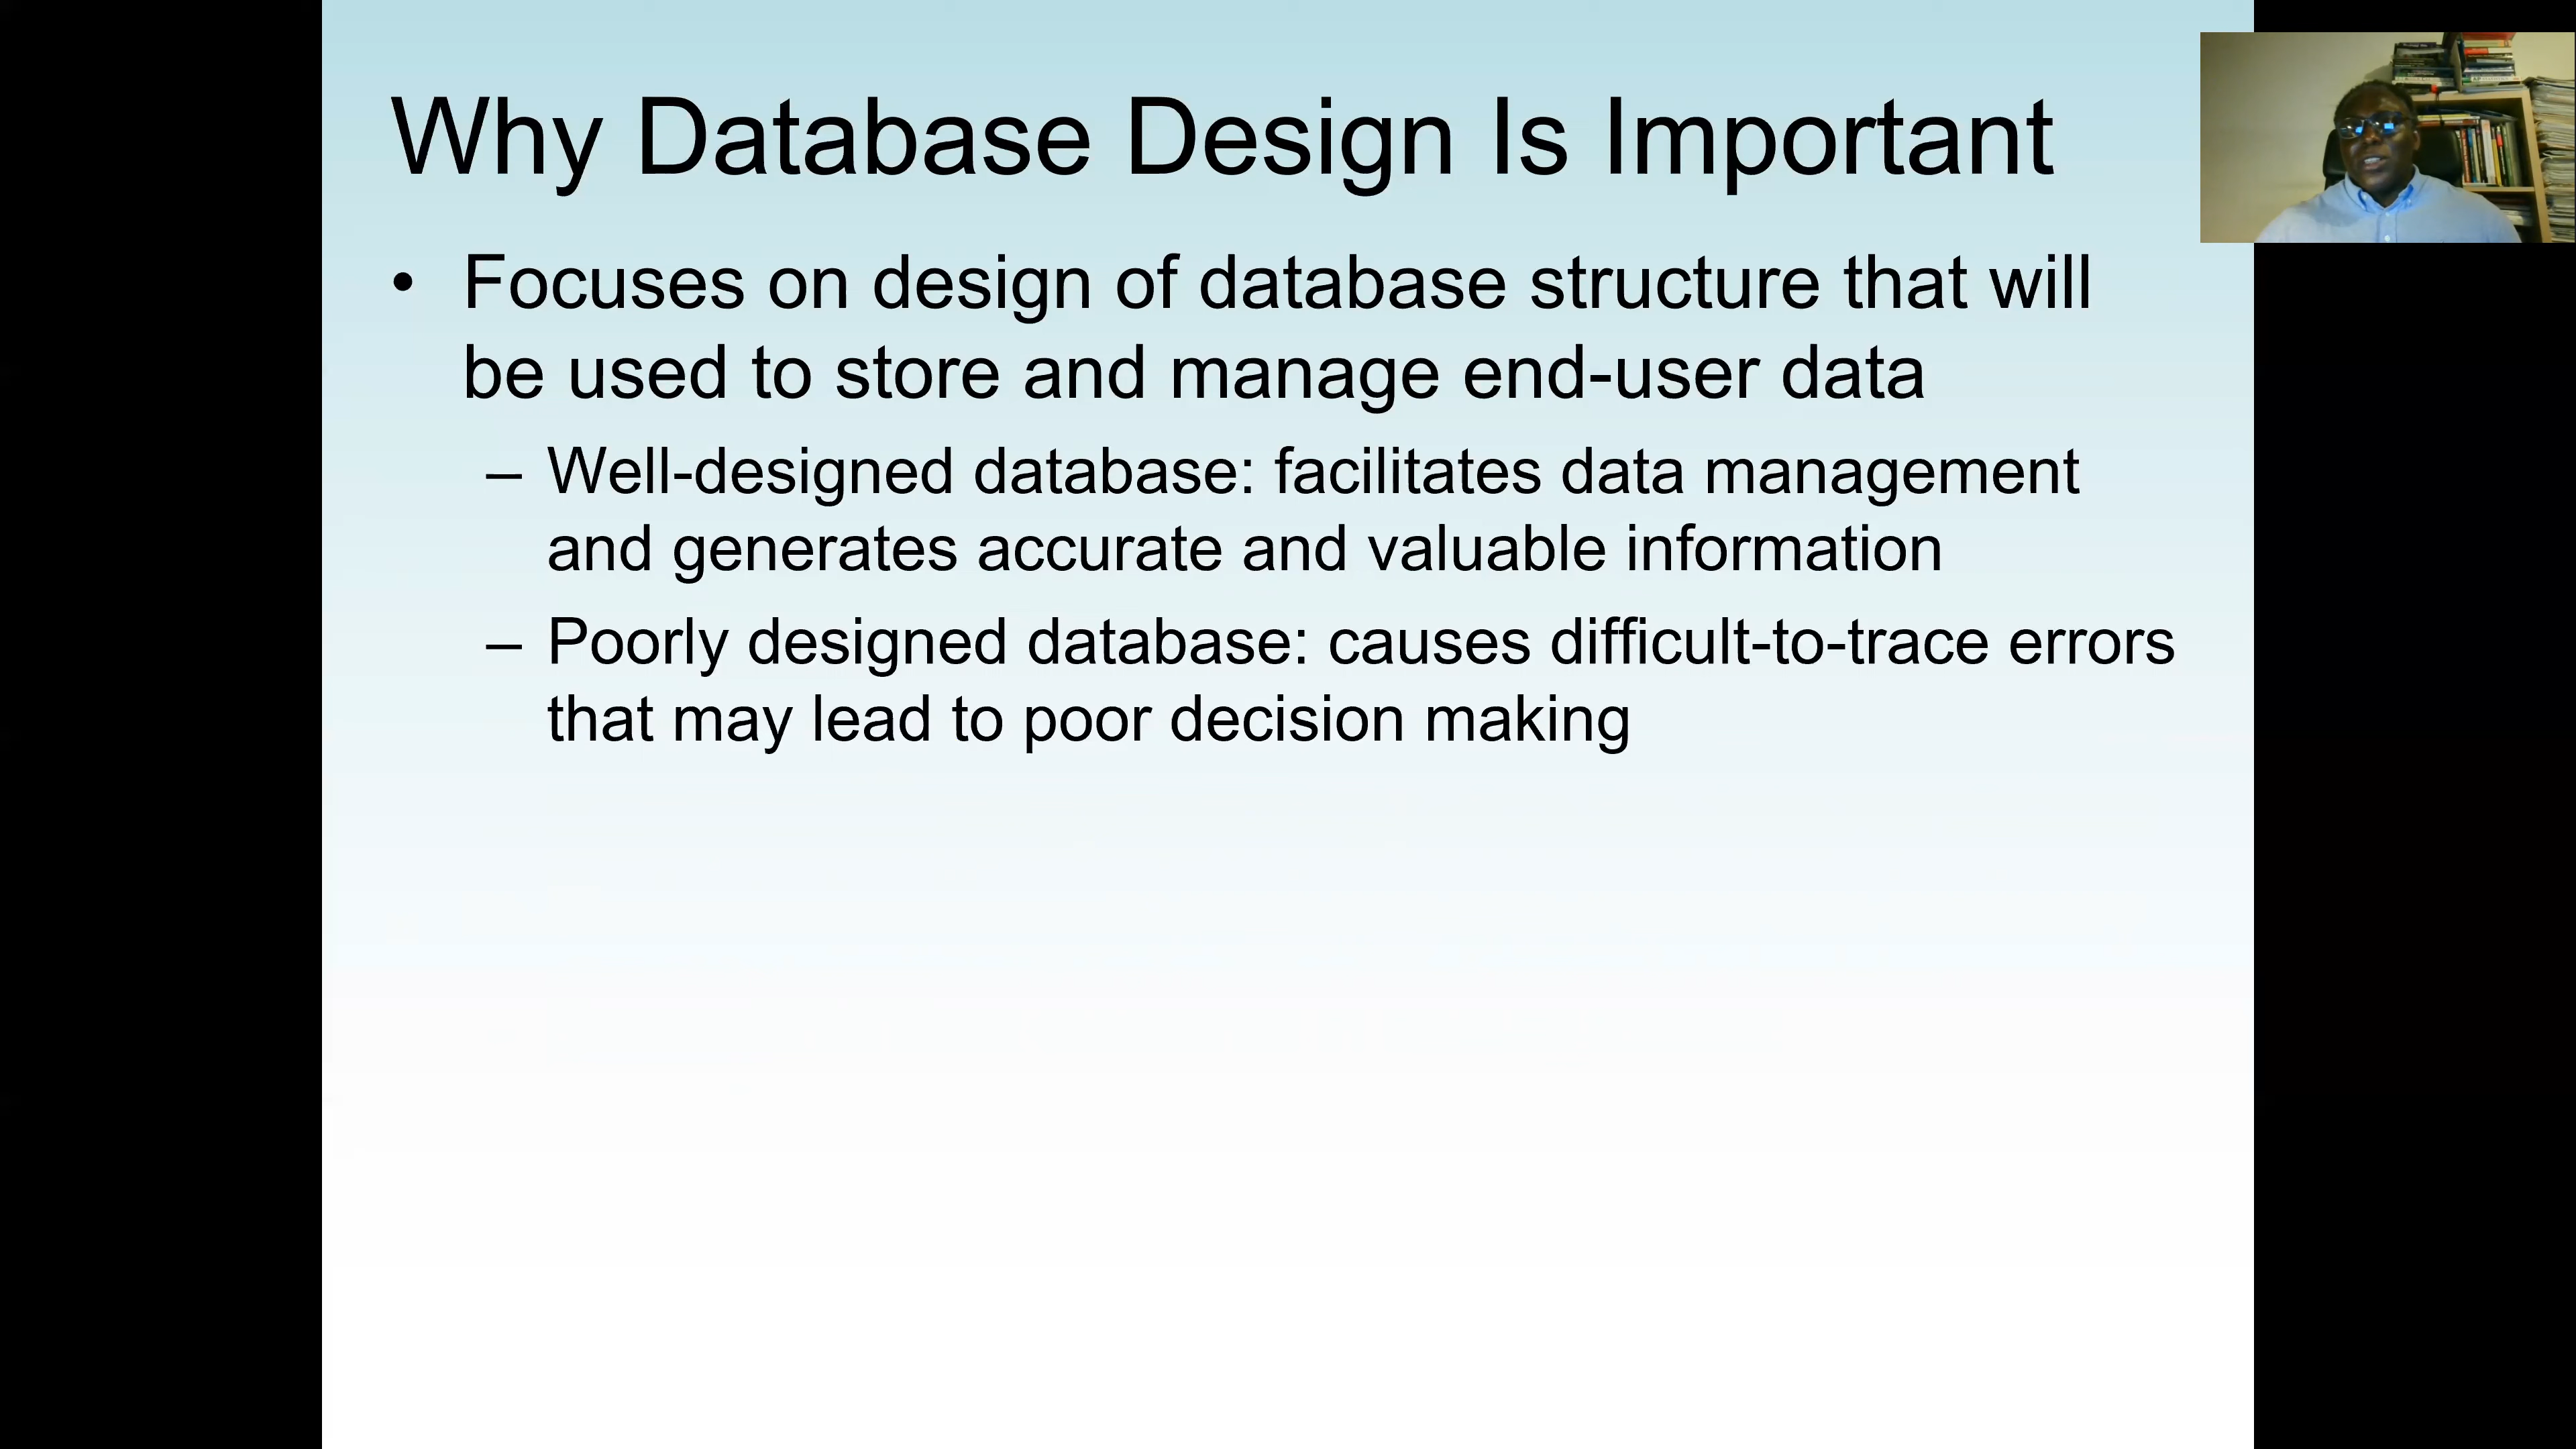 Why Database Design Is Important
• Focuses on design of database structure that will
be used to store and manage end-user data
– Well-designed database: facilitates data management
and generates accurate and valuable information
– Poorly designed database: causes difficult-to-trace errors
that may lead to poor decision making